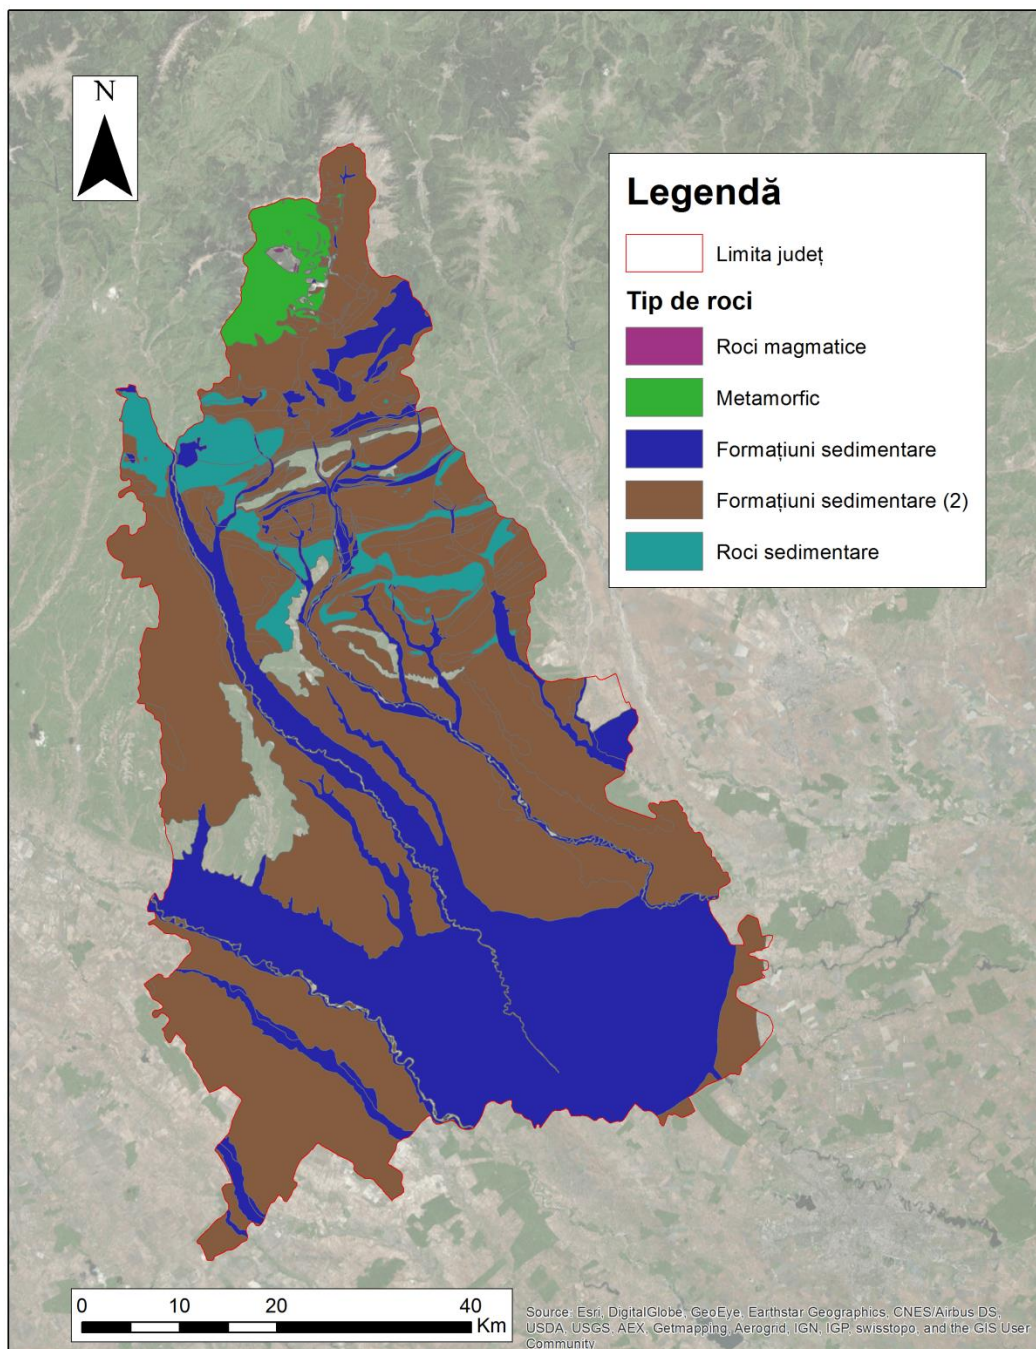 N
Legendă
Limita județ
Tip de roci
Roci magmatice
Metamorfic
Formațiuni sedimentare
Formațiuni sedimentare (2)
Roci sedimentare
0 10 20 40
Km
Source: Esri, DigitalGlobe, GeoEye, Earthstar Geographics, CNES/Airbus DS,
USDA, USGS, AEX, Getmapping, Aerogrid, IGN, IGP, swisstopo, and the GIS User
Community